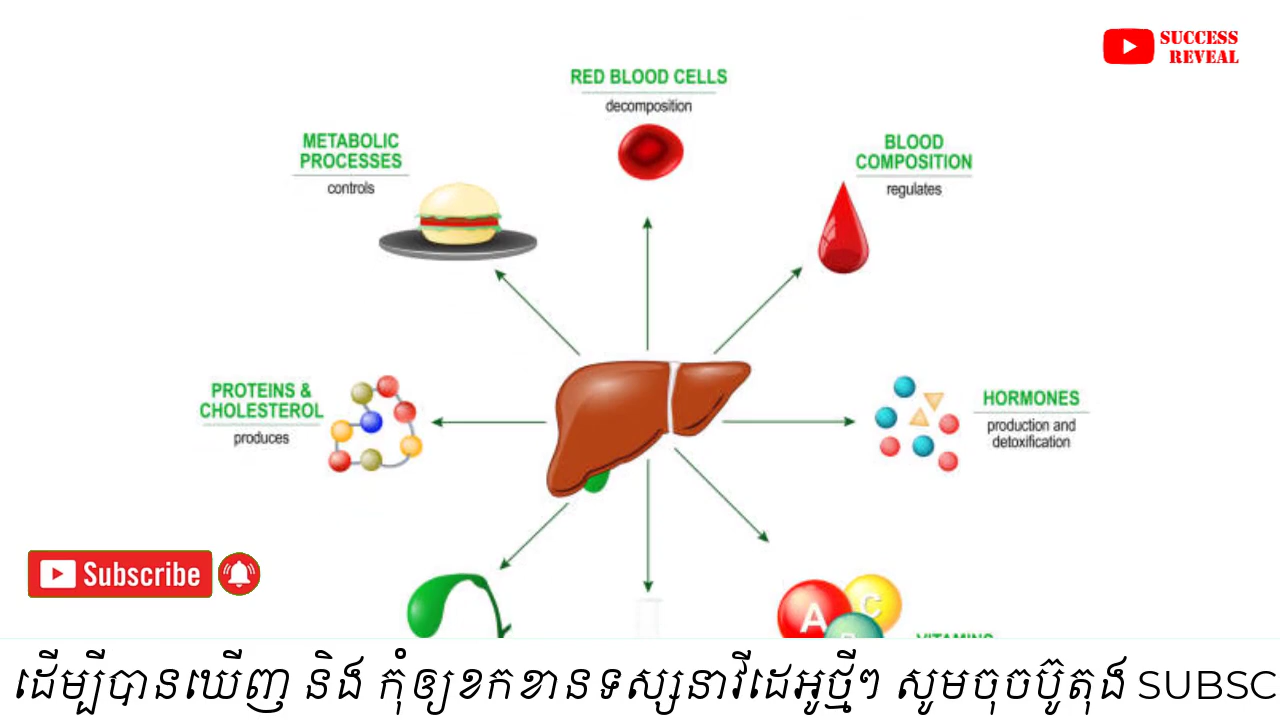 SUCCESS
REVEAL
RED BLOOD CELLS
decomposition
METABOLIC
PROCESSES
controls
BLOOD
COMPOSITION
regulates
PROTEINS &
CHOLESTEROL
produces
HORMONES
production and
detoxification
Subscribe
A
C
VITAMINS
ដើម្បីបានឃើញ និង កុំឲ្យខកខានទស្សនាវីដេអូថ្មីៗ សូមចុចប៊ូតុង SUBSC